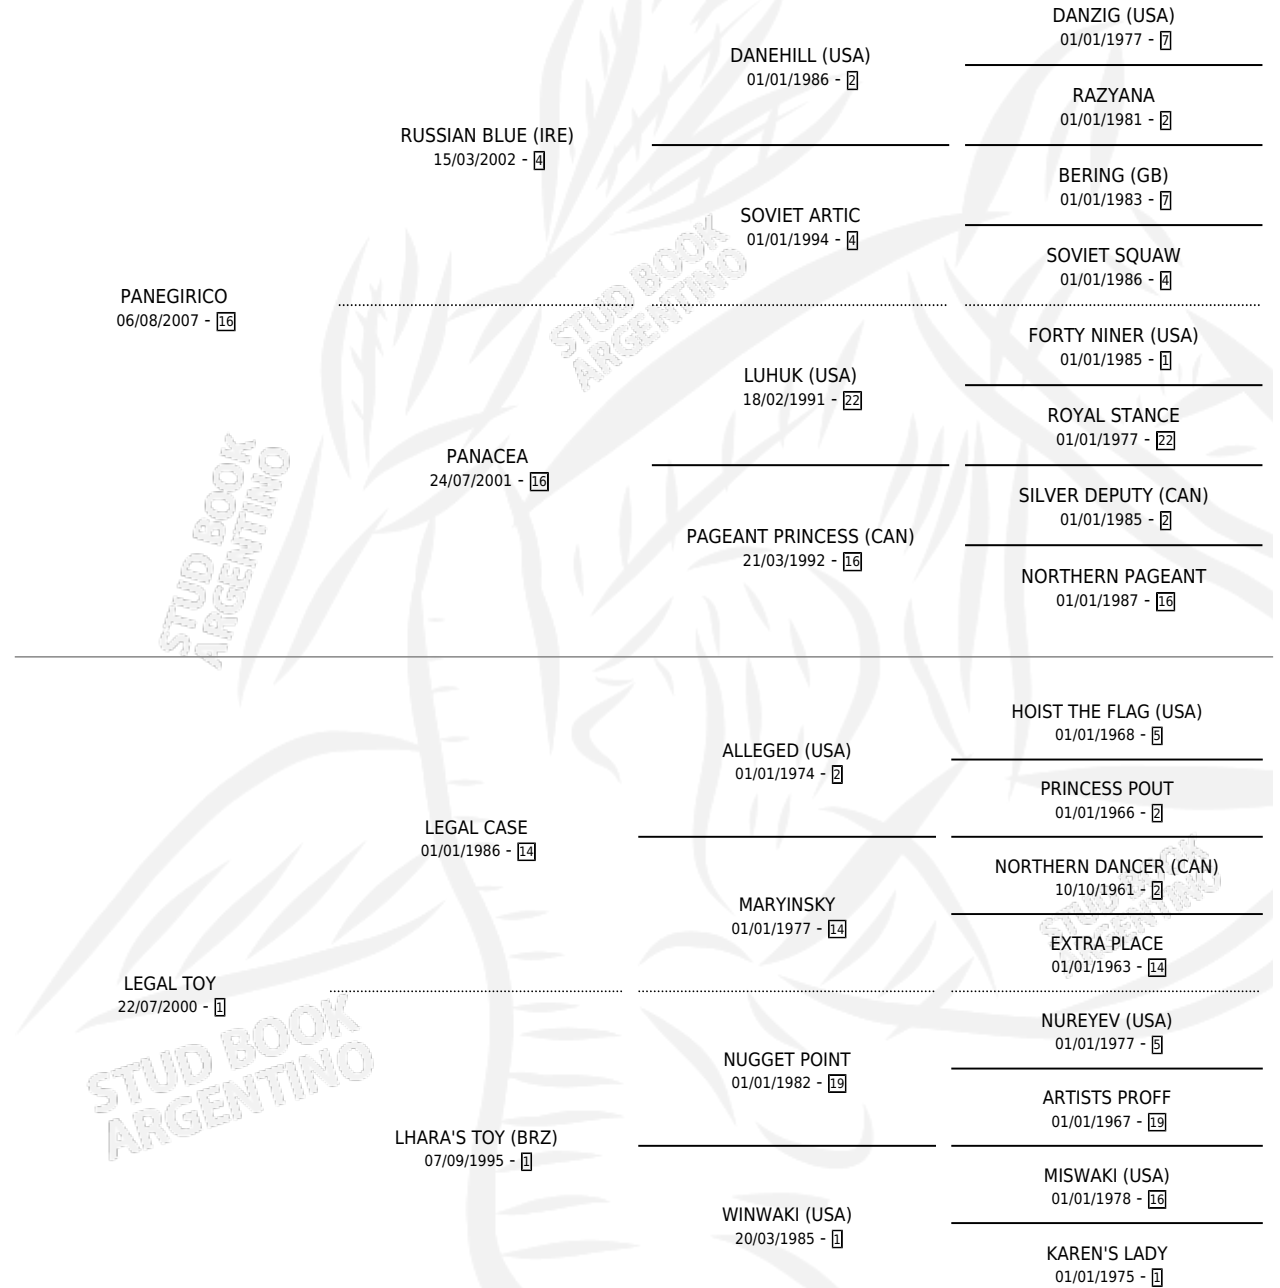 DANZIG (USA)
01/01/1977 - 7
DANEHILL (USA)
01/01/1986 - 2
RAZYANA
01/01/1981 - 2
RUSSIAN BLUE (IRE)
15/03/2002 - 4
BERING (GB)
01/01/1983 - 7
SOVIET ARTIC
01/01/1994 - 4
SOVIET SQUAW
01/01/1986 - 4
PANEGIRICO
06/08/2007 - 16
FORTY NINER (USA)
01/01/1985 - 1
LUHUK (USA)
18/02/1991 - 22
ROYAL STANCE
01/01/1977 - 22
PANACEA
24/07/2001 - 16
SILVER DEPUTY (CAN)
01/01/1985 - 2
PAGEANT PRINCESS (CAN)
21/03/1992 - 16
NORTHERN PAGEANT
01/01/1987 - 16
STUD BOOK
ARGENTINO
STUD BOOK
ARGENTINO
HOIST THE FLAG (USA)
01/01/1968 - 5
ALLEGED (USA)
01/01/1974 - 2
PRINCESS POUT
01/01/1966 - 2
LEGAL CASE
01/01/1986 - 14
NORTHERN DANCER (CAN)
10/10/1961 - 2
MARYINSKY
01/01/1977 - 14
EXTRA PLACE
01/01/1963 - 14
STUD BOOK
ARGENTINO
LEGAL TOY
22/07/2000 - 1
NUREYEV (USA)
01/01/1977 - 5
NUGGET POINT
01/01/1982 - 19
ARTISTS PROFF
01/01/1967 - 19
LHARA'S TOY (BRZ)
07/09/1995 - 1
MISWAKI (USA)
01/01/1978 - 16
WINWAKI (USA)
20/03/1985 - 1
KAREN'S LADY
01/01/1975 - 1
STUD BOOK
ARGENTINO